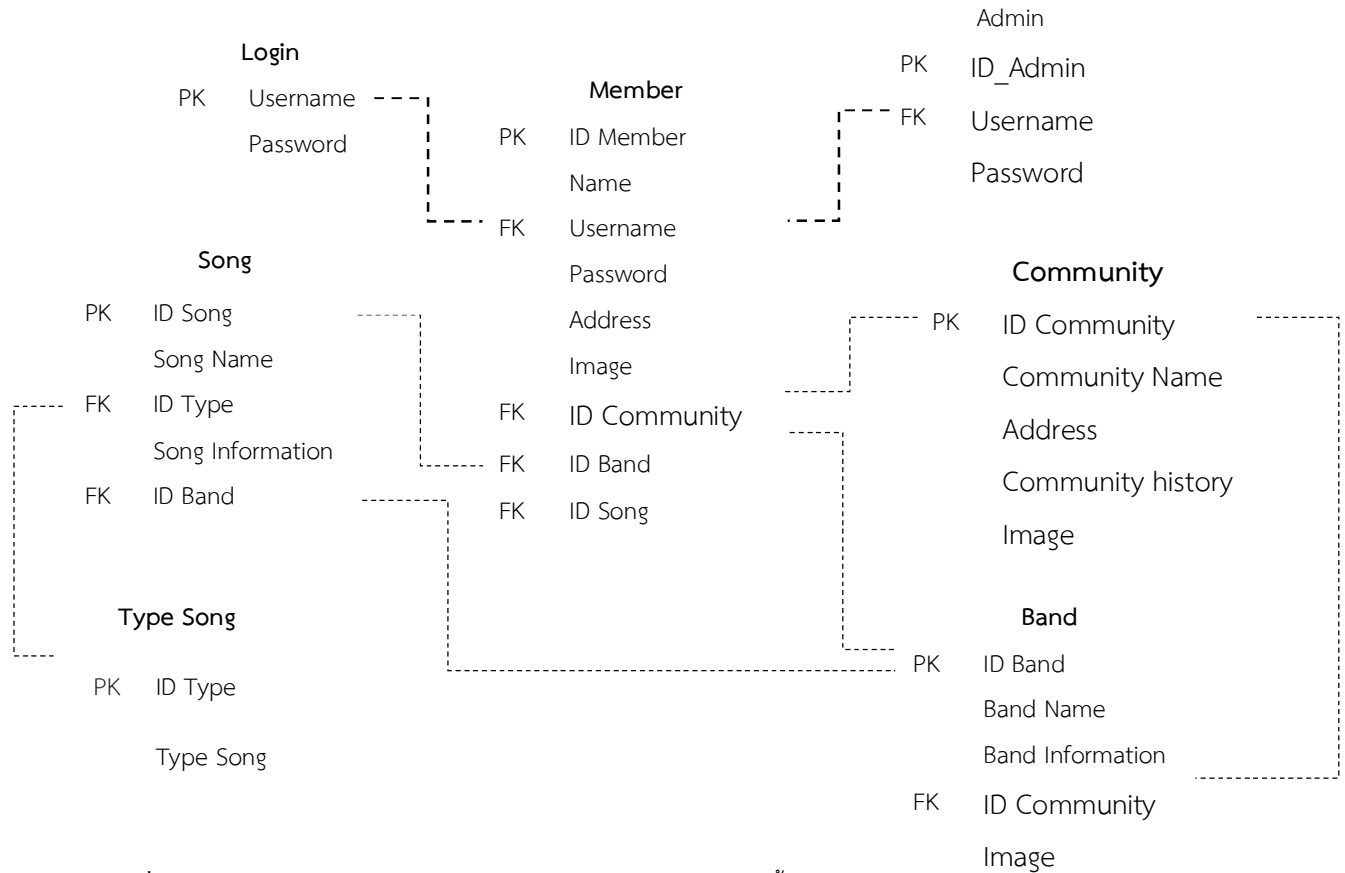 Login
PK Username
Password
Member
PK ID Member
Name
FK Username
Password
Address
Image
FK ID Community
FK ID Band
FK ID Song
Admin
PK ID_Admin
FK Username
Password
Song
PK ID Song
Song Name
FK ID Type
Song Information
FK ID Band
Community
PK ID Community
Community Name
Address
Community history
Image
Type Song
PK ID Type
Type Song
Band
PK ID Band
Band Name
Band Information
FK ID Community
Image